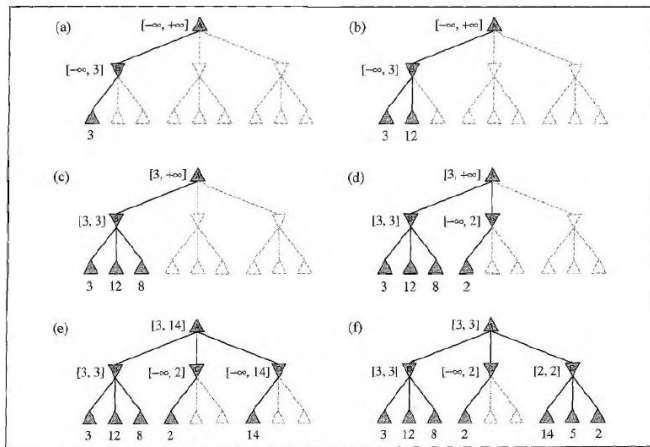 (a) [-∞, +∞] A
(b) [-∞, +∞] A
[-∞, 3] B
[-∞, 3] B
3
3 12
(c) [3, +∞] A
(d) [3, +∞] A
[3, 3] B
[3, 3] B [-∞, 2] C
3 12 8
3 12 8 2
(e) [3, 14] A
(f) [3, 3] A
[3, 3] B [-∞, 2] C [-∞, 14] D
[3, 3] B [-∞, 2] C [2, 2] D
3 12 8 2 14
3 12 8 2 14 5 2